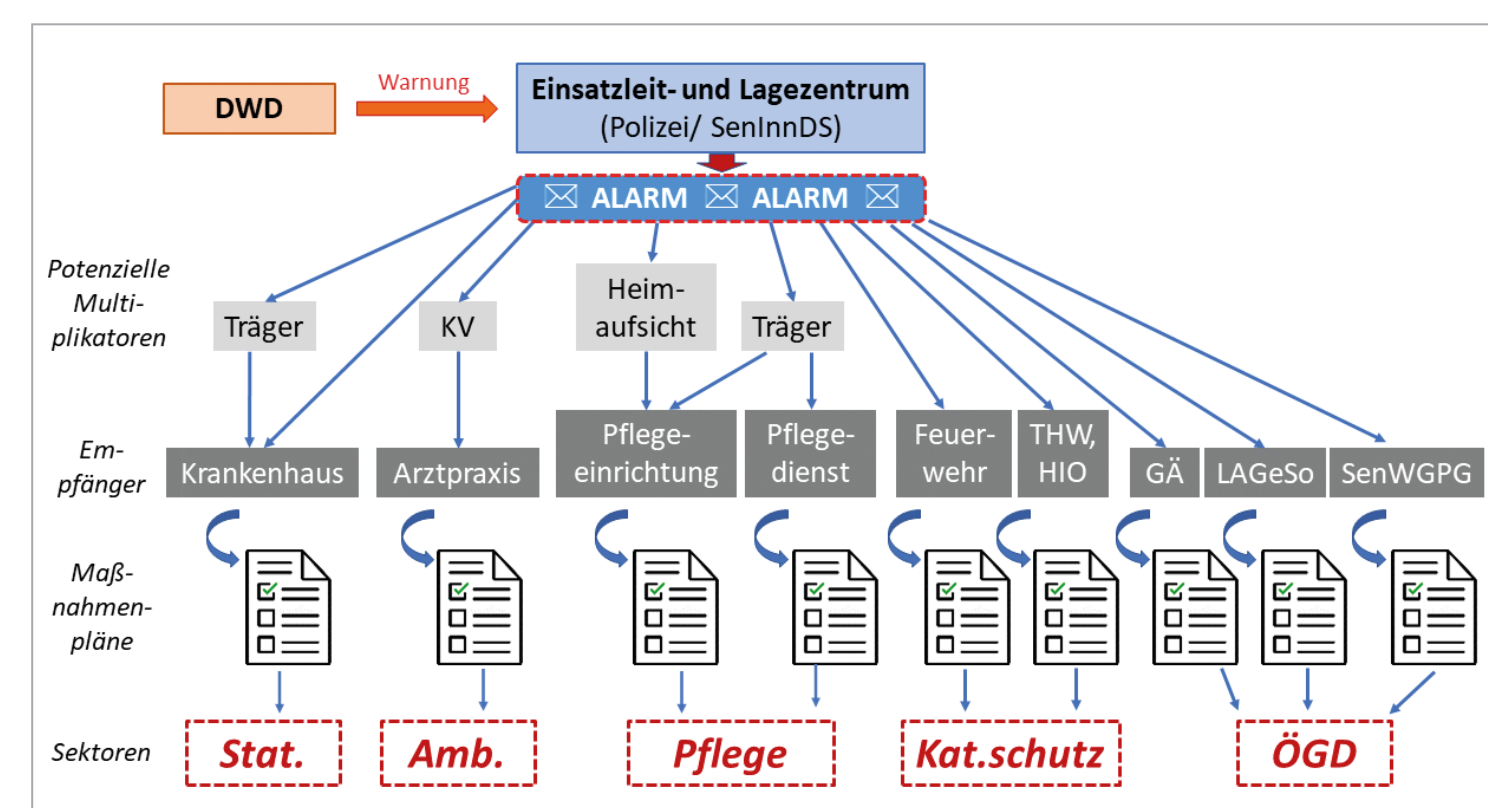 Warnung
DWD
Einsatzleit- und Lagezentrum
(Polizei/ SenInnDS)
ALARM ALARM
Potenzielle
Multi-
plikatoren
Träger
KV
Heim-
aufsicht
Träger
Em-
pfänger
Krankenhaus
Arztpraxis
Pflege-
einrichtung
Pflege-
dienst
Feuer-
wehr
THW,
HIO
GÄ
LAGeSo
SenWGPG
Maß-
nahmen-
pläne
Sektoren
Stat.
Amb.
Pflege
Kat.schutz
ÖGD